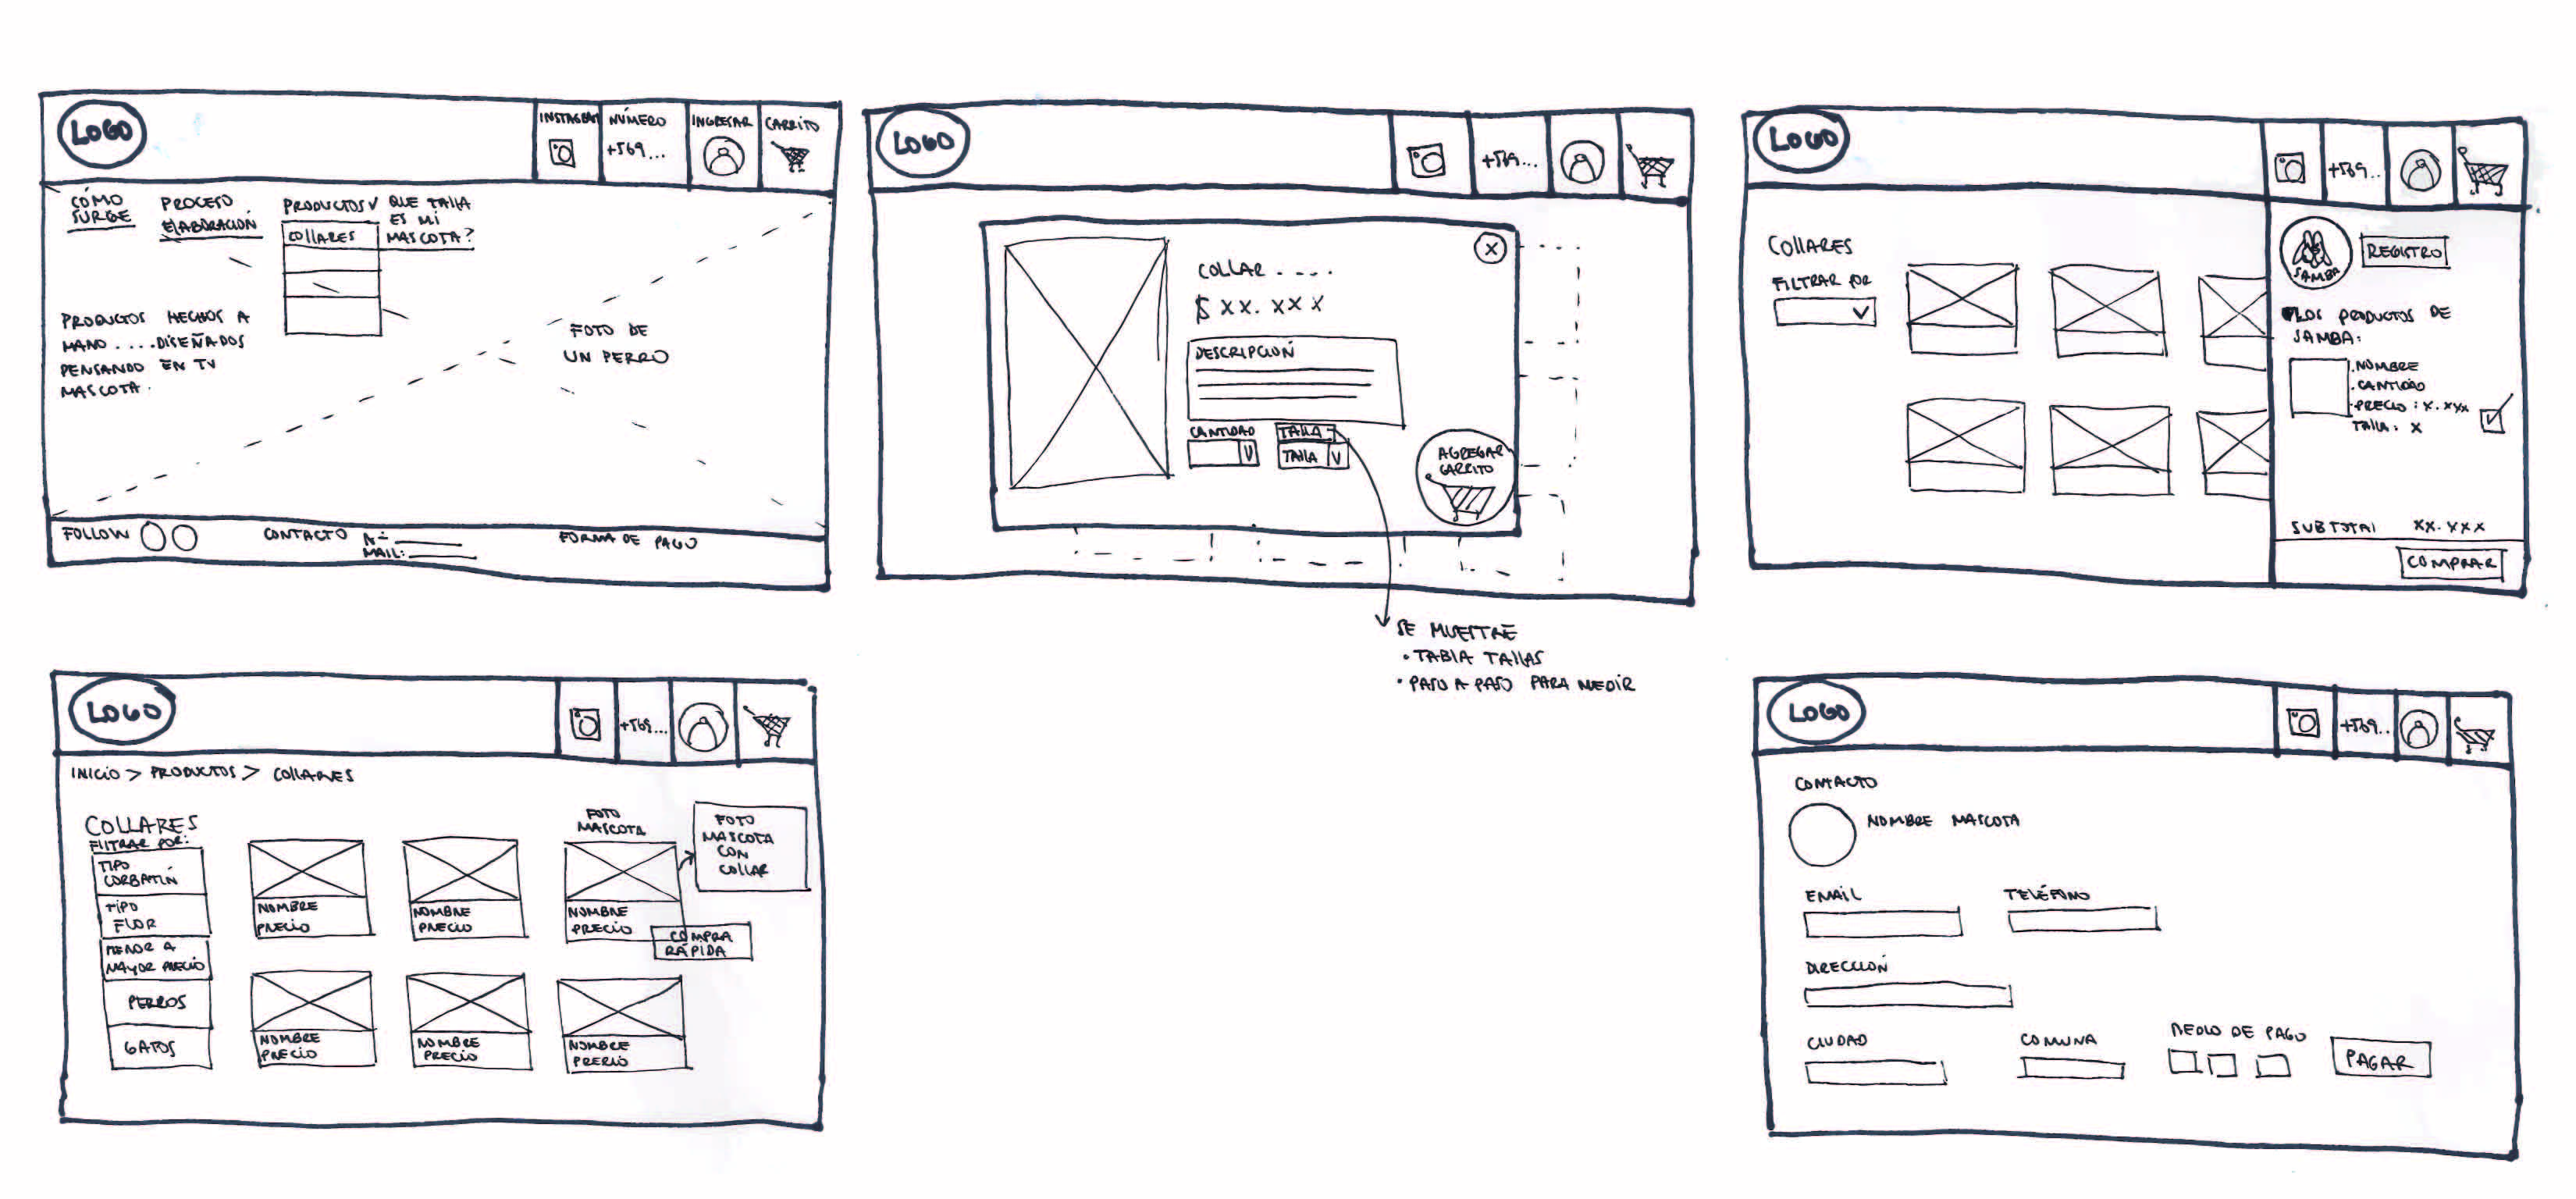 LOGO
INSTAGRAM
NÚMERO
+569...
INGRESAR
CARRITO
CÓMO
SURGE
PROCESO
ELABORACIÓN
PRODUCTOS
COLLARES
QUE TALLA
ES MI
MASCOTA?
PRODUCTOS HECHOS A
MANO ....DISEÑADOS
PENSANDO EN TU
MASCOTA.
FOTO DE
UN PERRO
FOLLOW
CONTACTO
N=
MAIL:
FORMA DE PAGO
LOGO
+569...
COLLAR ----.
$ XX. XXX
DESCRIPCIÓN
CANTIDAD
TALLA
TALLA
AGREGAR
CARRITO
SE MUESTRE
• TABLA TALLAS
• PASO A PASO PARA MEDIR
LOGO
+569..
COLLARES
FILTRAR POR
SAMBA
REGISTRO
LOS PRODUCTOS DE
SAMBA:
.NOMBRE
.CANTIDAD
.PRECIO : X.XXX
TALLA: X
SUBTOTAL XX.XXX
COMPRAR
LOGO
+569...
INICIO > PRODUCTOS > COLLARES
COLLARES
FILTRAR POR:
TIPO
CORBATÍN
TIPO
FLOR
MENOR A
MAYOR PRECIO
PERROS
GATOS
NOMBRE
PRECIO
NOMBRE
PRECIO
FOTO
MASCOTA
NOMBRE
PRECIO
FOTO
MASCOTA
CON
COLLAR
COMPRA
RÁPIDA
NOMBRE
PRECIO
NOMBRE
PRECIO
NOMBRE
PRECIO
LOGO
+569..
CONTACTO
NOMBRE MASCOTA
EMAIL
TELÉFONO
DIRECCIÓN
CIUDAD
COMUNA
MEDIO DE PAGO
PAGAR